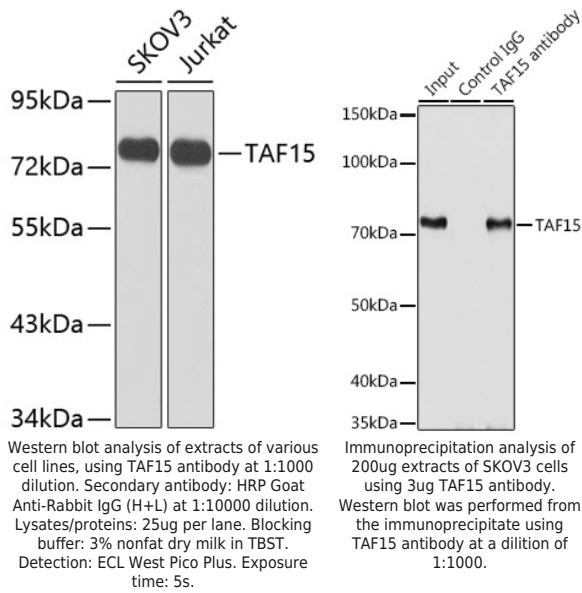 SKOV3
Jurkat
95kDa
72kDa
55kDa
43kDa
34kDa
TAF15
Western blot analysis of extracts of various
cell lines, using TAF15 antibody at 1:1000
dilution. Secondary antibody: HRP Goat
Anti-Rabbit IgG (H+L) at 1:10000 dilution.
Lysates/proteins: 25ug per lane. Blocking
buffer: 3% nonfat dry milk in TBST.
Detection: ECL West Pico Plus. Exposure
time: 5s.
Input
Control IgG
TAF15 antibody
150kDa
100kDa
70kDa
50kDa
40kDa
35kDa
TAF15
Immunoprecipitation analysis of
200ug extracts of SKOV3 cells
using 3ug TAF15 antibody.
Western blot was performed from
the immunoprecipitate using
TAF15 antibody at a dilition of
1:1000.